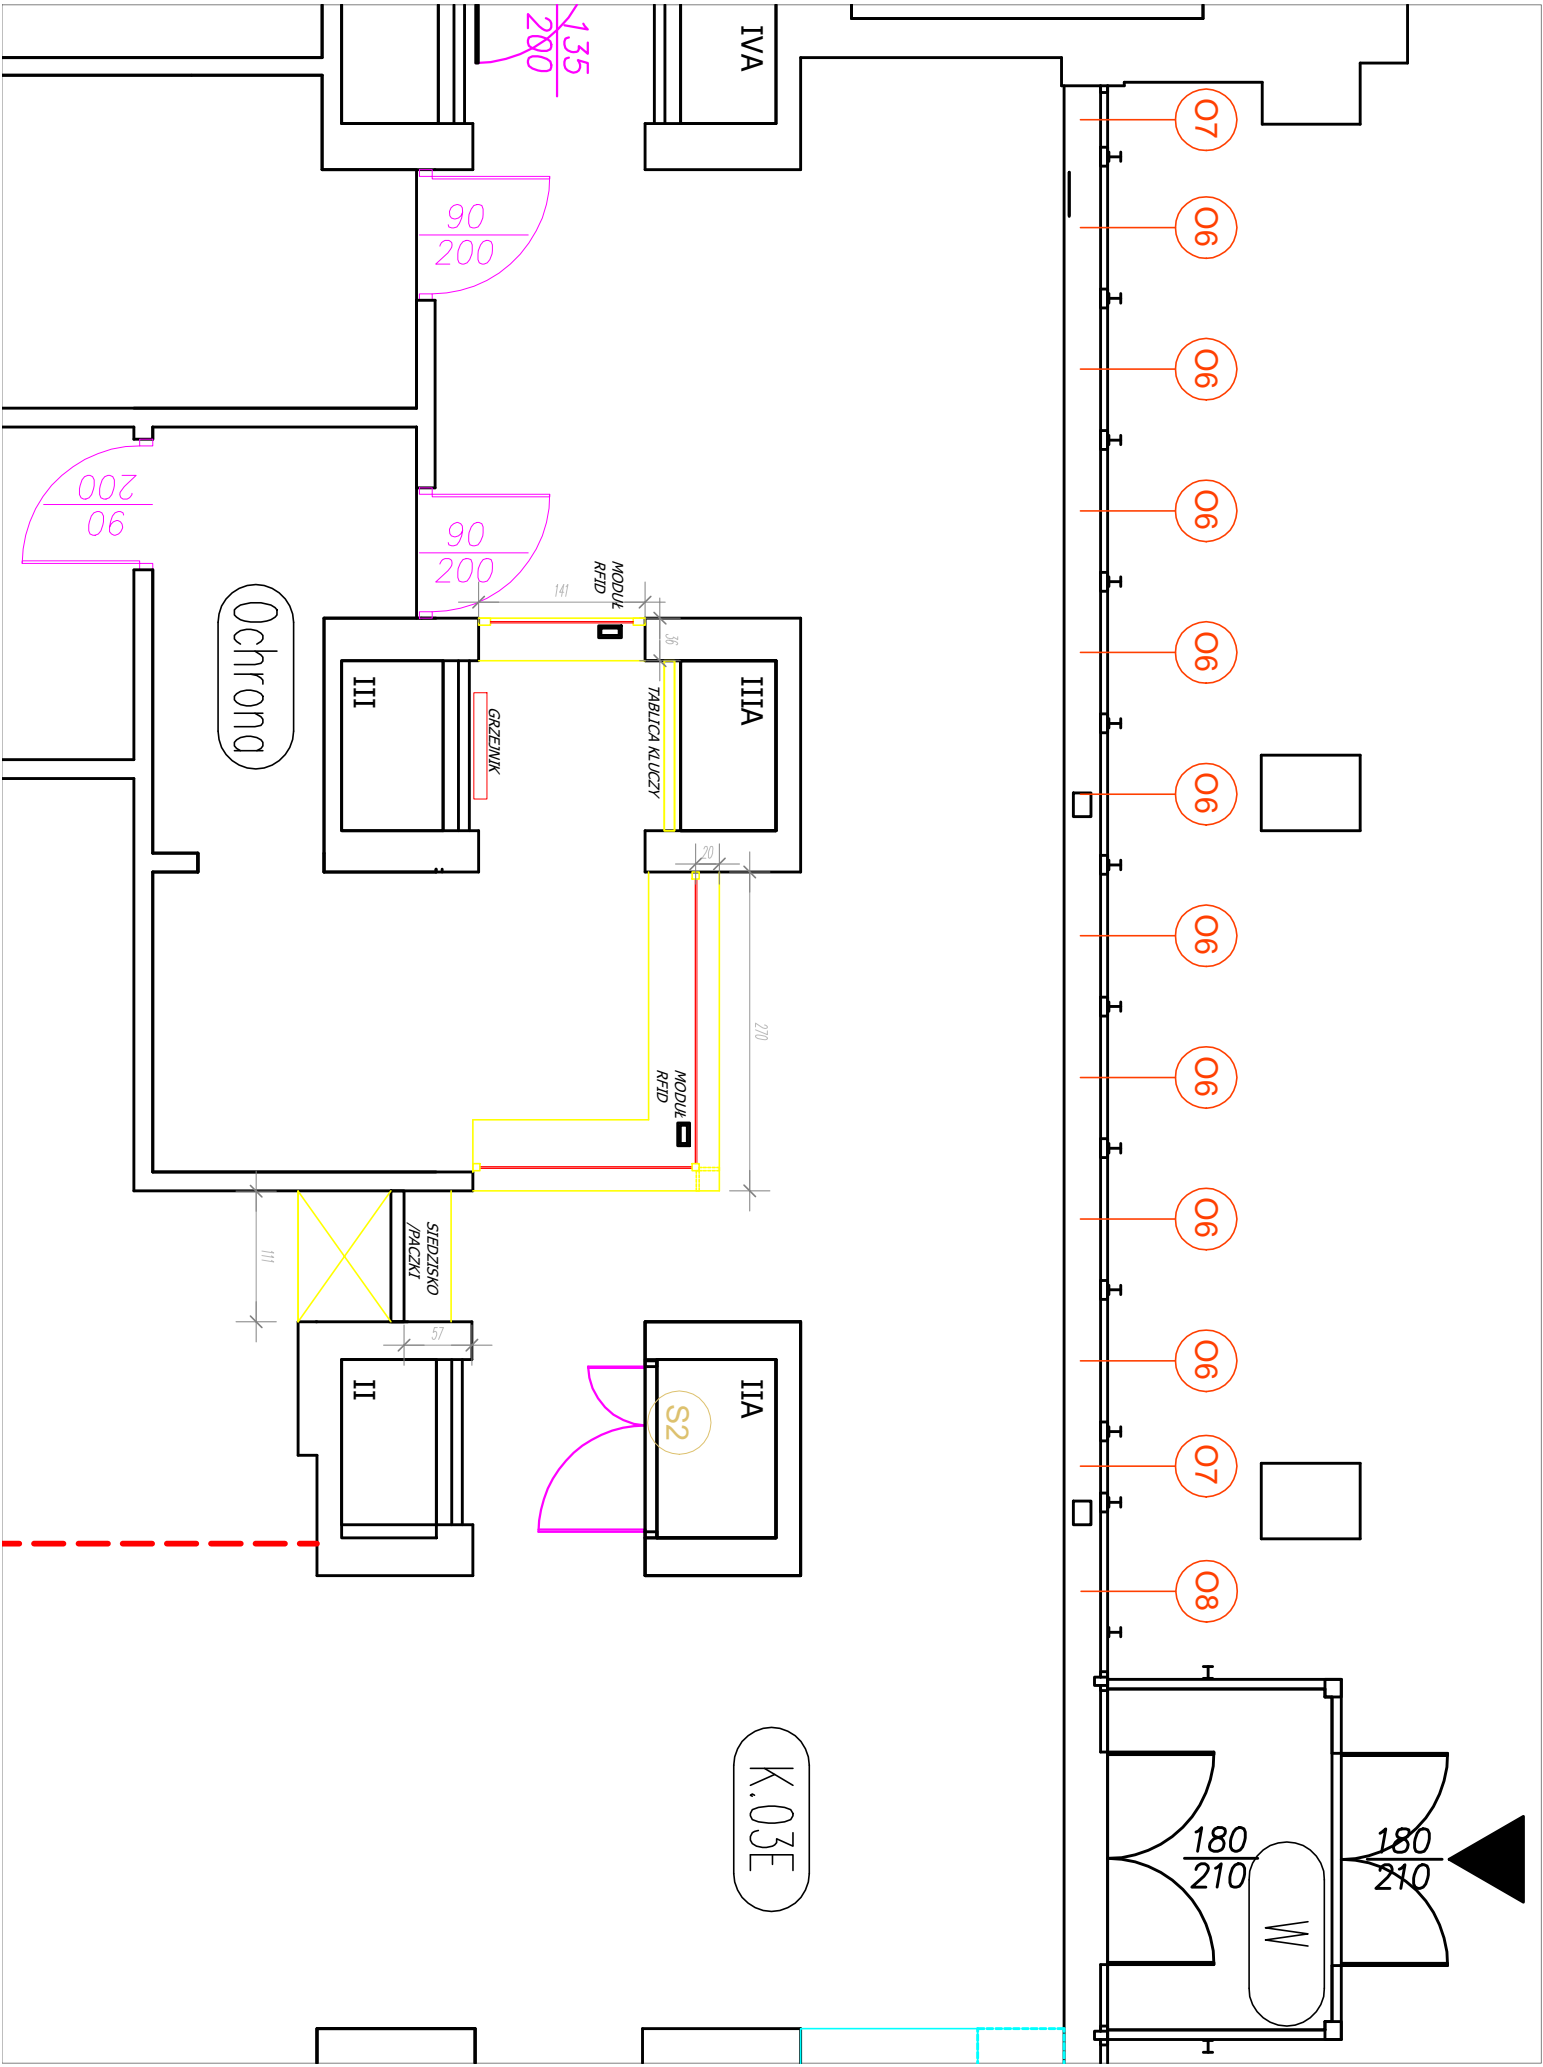 135
200
IVA
O7
O6
90
200
O6
O6
200
90
90
200
MODUŁ
RFID
141
36
O6
Ochrona
III
GRZEJNIK
TABLICA KLUCZY
IIIA
O6
20
O6
270
MODUŁ
RFID
O6
SIEDZISKO
/PACZKI
111
O6
57
II
S2
IIA
O6
O7
O8
K.03E
180
210
180
210
W